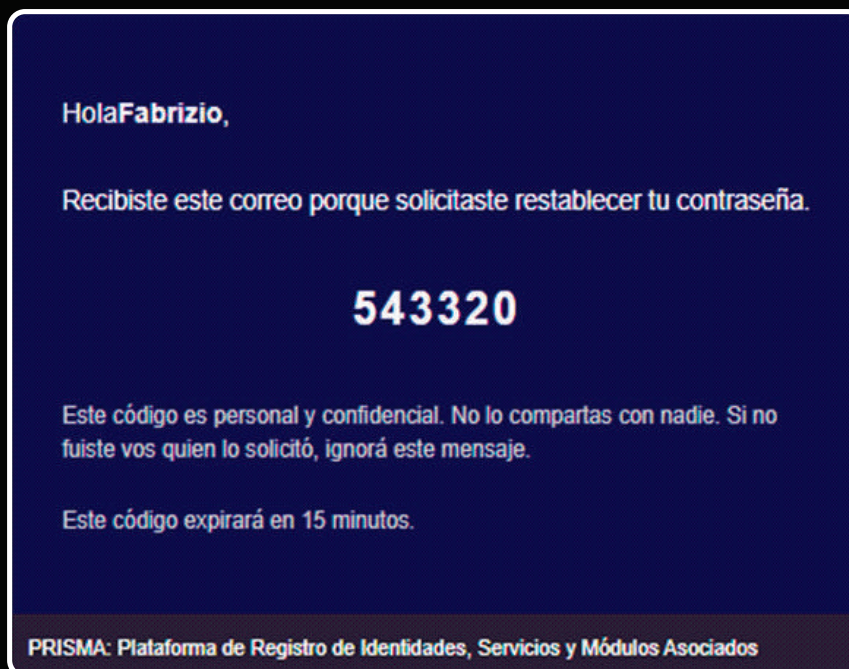 HolaFabrizio,
Recibiste este correo porque solicitaste restablecer tu contraseña.
543320
Este código es personal y confidencial. No lo compartas con nadie. Si no
fuiste vos quien lo solicitó, ignorá este mensaje.
Este código expirará en 15 minutos.
PRISMA: Plataforma de Registro de Identidades, Servicios y Módulos Asociados